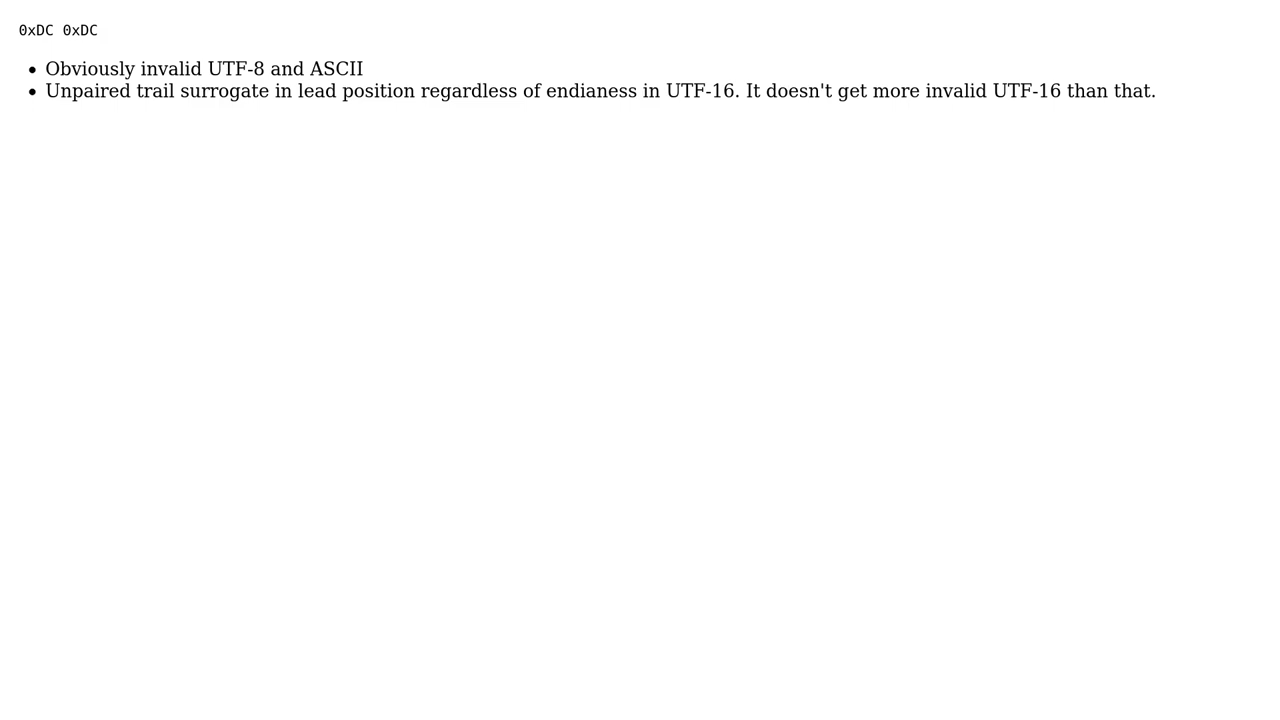 0xDC 0xDC
• Obviously invalid UTF-8 and ASCII
• Unpaired trail surrogate in lead position regardless of endianess in UTF-16. It doesn't get more invalid UTF-16 than that.